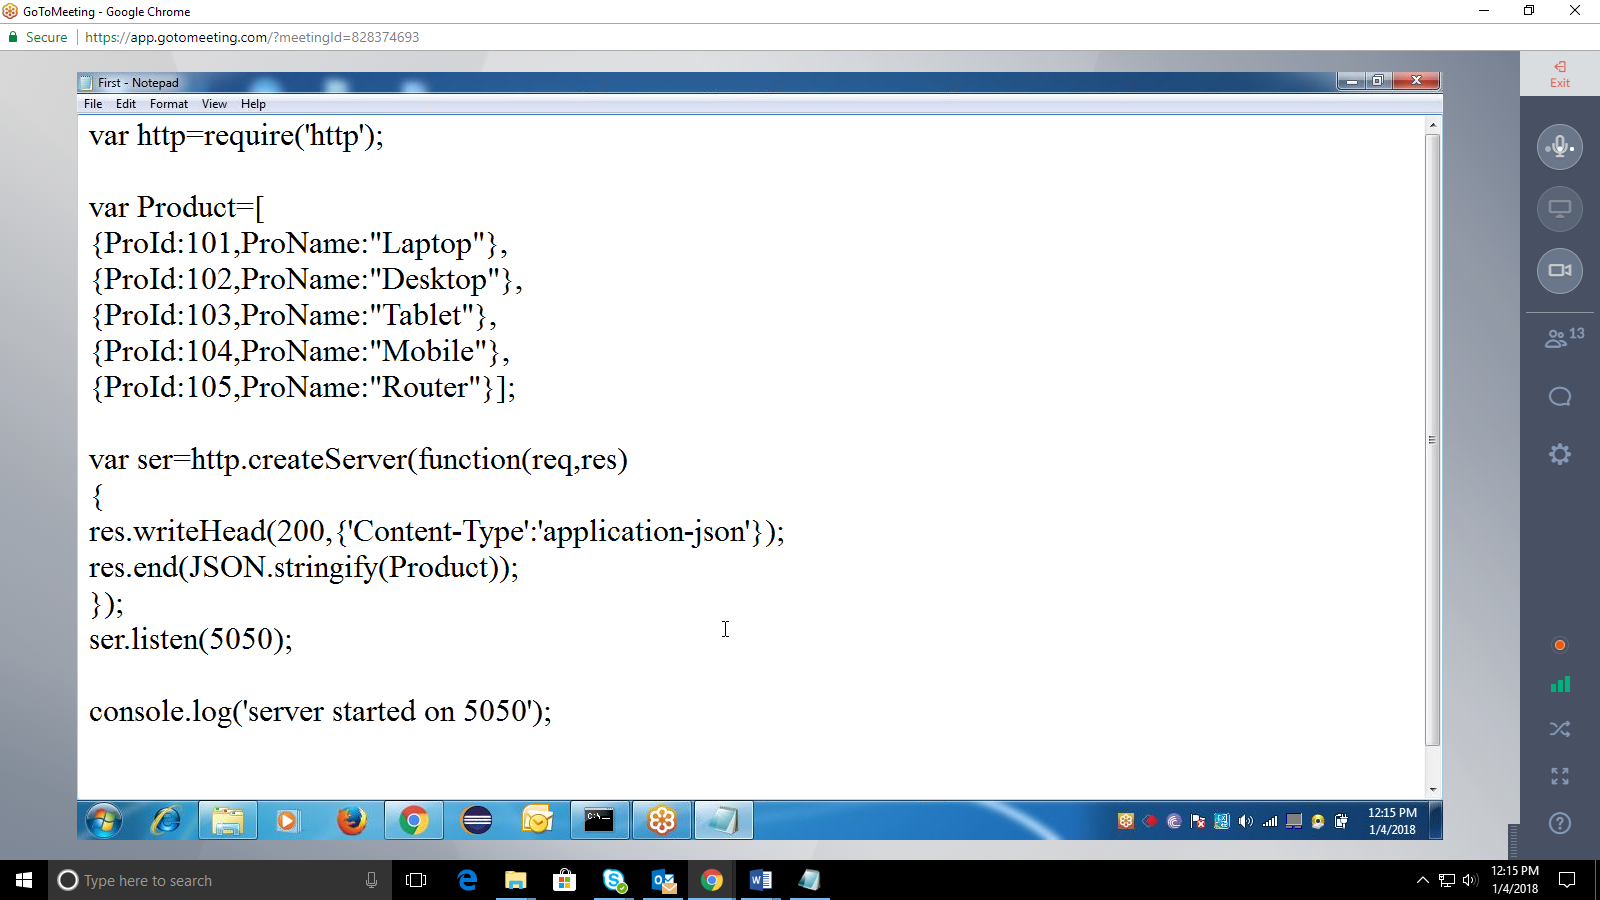 GoToMeeting - Google Chrome
Secure https://app.gotomeeting.com/?meetingId=828374693
Exit
First - Notepad
File Edit Format View Help
var http=require('http');
var Product=[
{ProId:101,ProName:"Laptop"},
{ProId:102,ProName:"Desktop"},
{ProId:103,ProName:"Tablet"},
{ProId:104,ProName:"Mobile"},
{ProId:105,ProName:"Router"}];
var ser=http.createServer(function(req,res)
{
res.writeHead(200,{'Content-Type':'application-json'});
res.end(JSON.stringify(Product));
});
ser.listen(5050);
console.log('server started on 5050');
13
C:\_
12:15 PM
1/4/2018
Type here to search
12:15 PM
1/4/2018